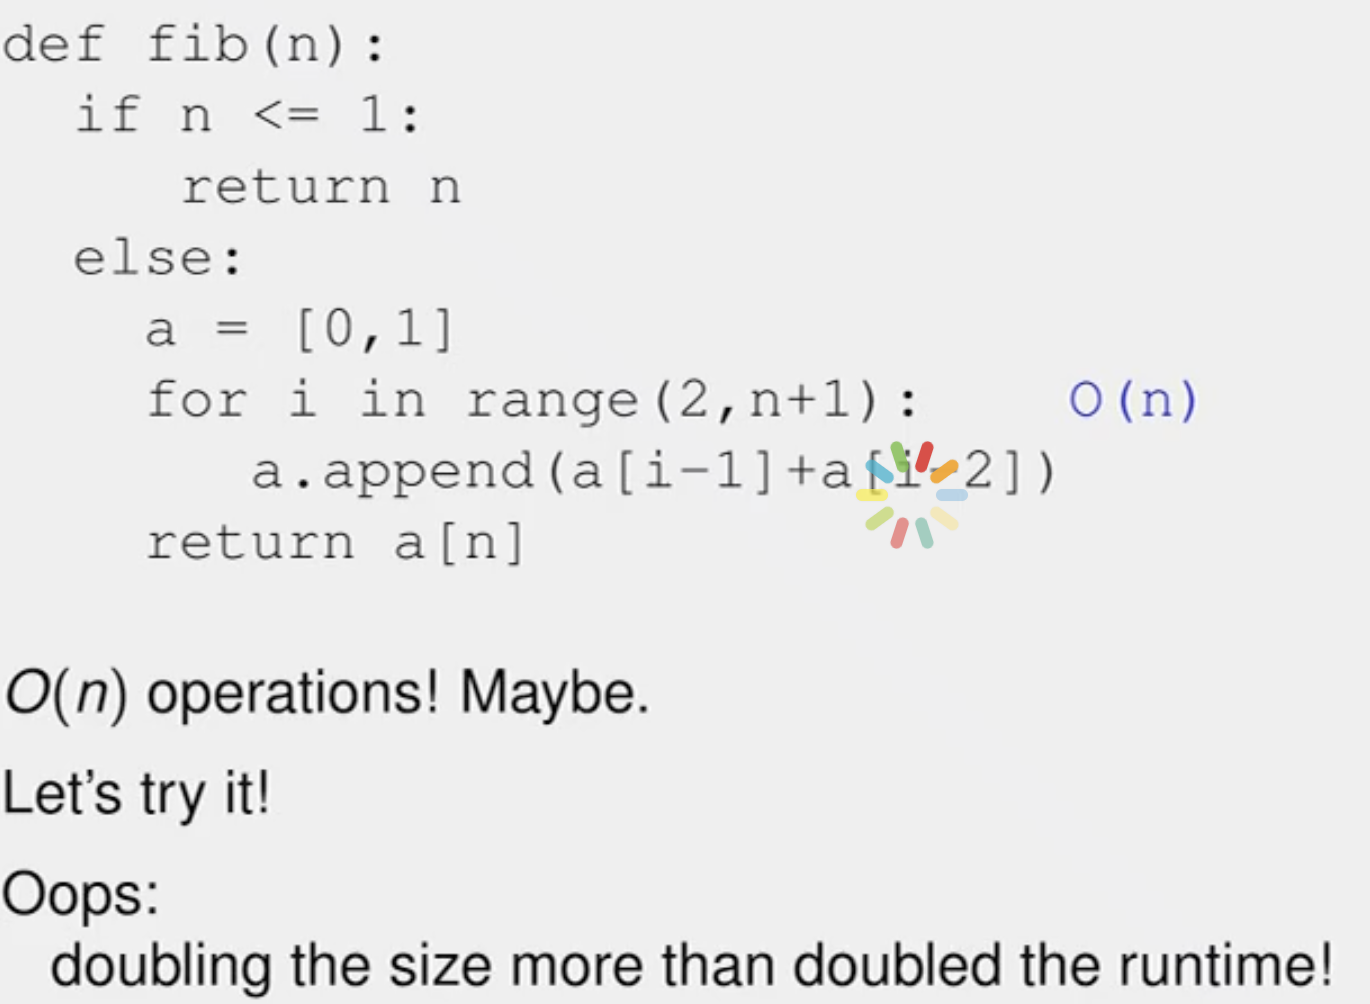 def fib(n):
if n <= 1:
return n
else:
a = [0,1]
for i in range(2,n+1): O(n)
a.append(a[i-1]+a[i-2])
return a[n]
O(n) operations! Maybe.
Let's try it!
Oops:
doubling the size more than doubled the runtime!